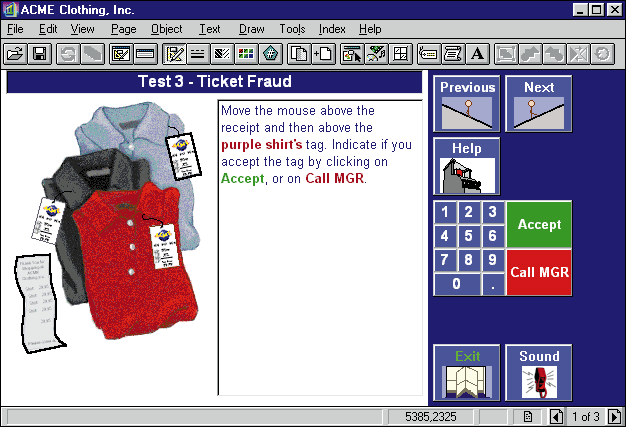 ACME Clothing, Inc.
File Edit View Page Object Text Draw Tools Index Help
A
Test 3 - Ticket Fraud
Move the mouse above the
receipt and then above the
purple shirt's tag. Indicate if you
accept the tag by clicking on
Accept, or on Call MGR.
Previous
Next
Help
1 2 3
4 5 6
7 8 9
0 .
Accept
Call MGR
Exit
Sound
5385,2325
1 of 3